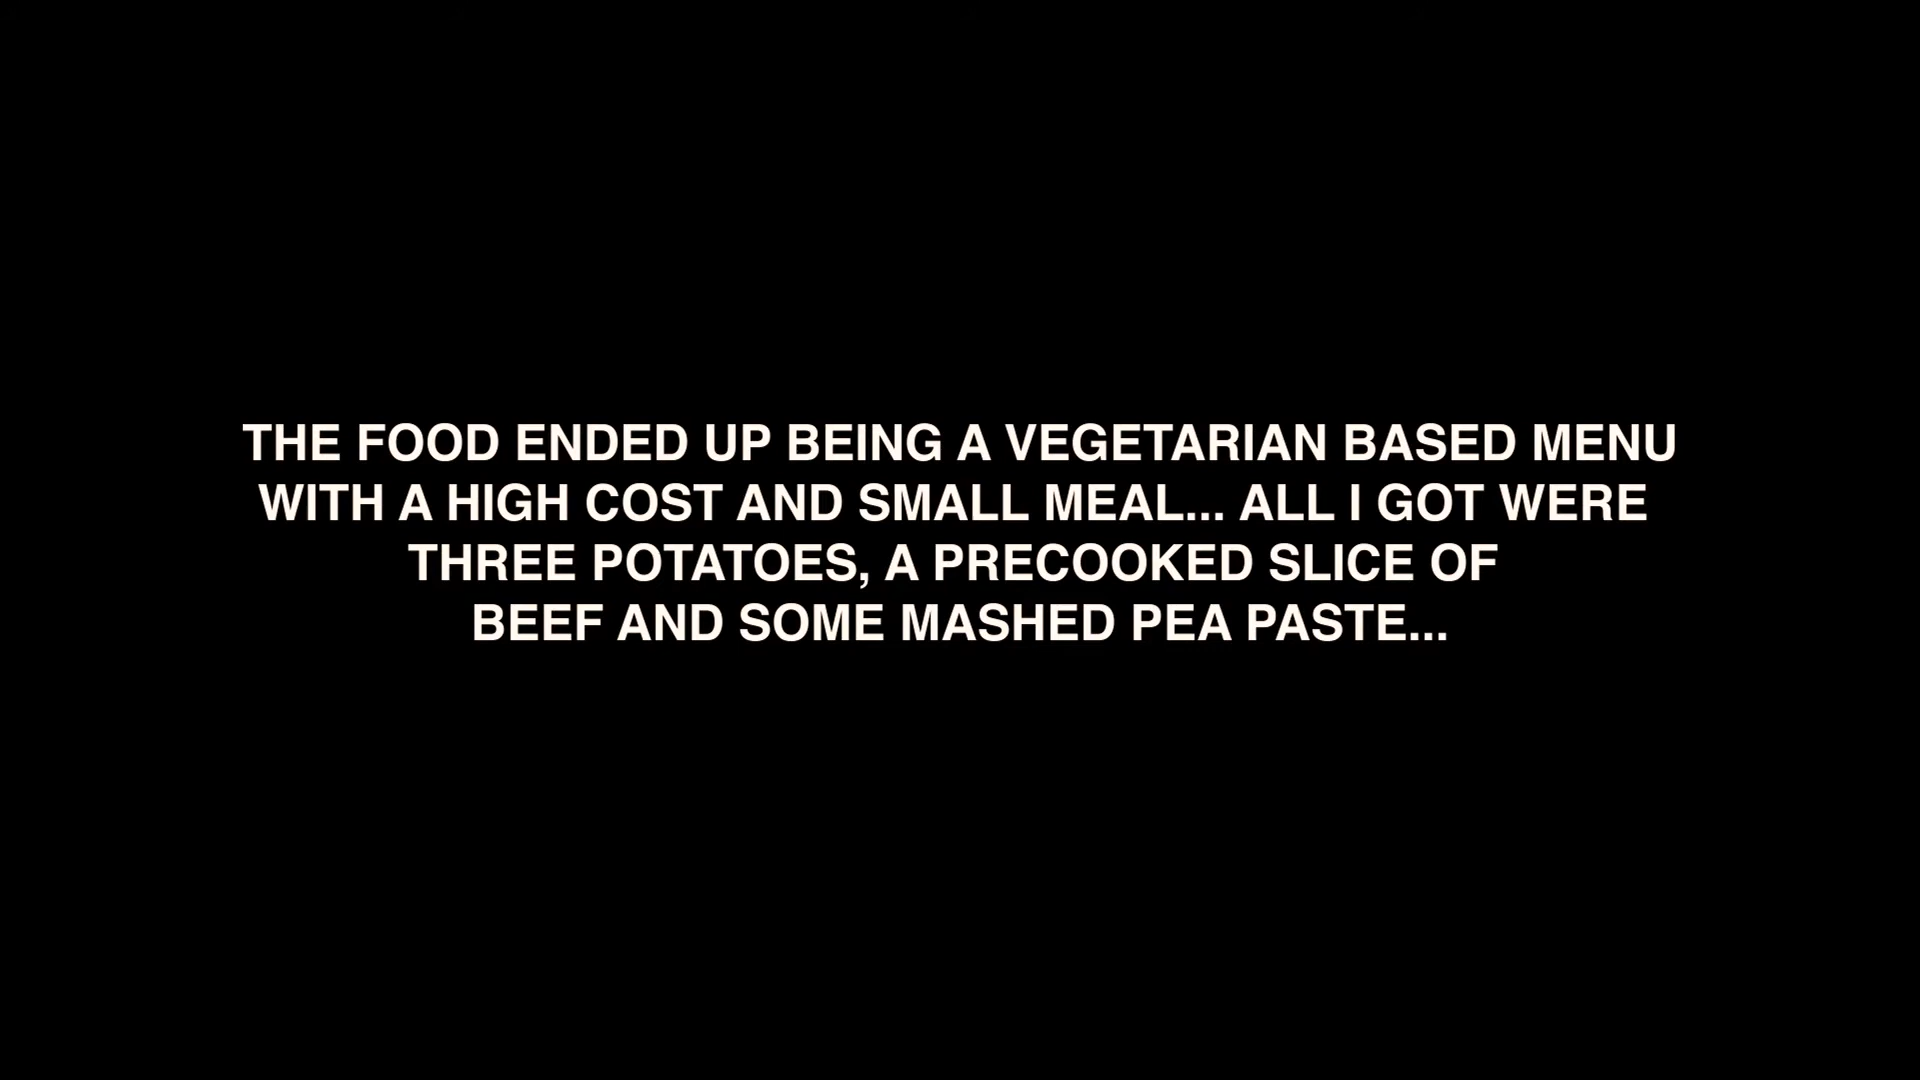 THE FOOD ENDED UP BEING A VEGETARIAN BASED MENU
WITH A HIGH COST AND SMALL MEAL... ALL I GOT WERE
THREE POTATOES, A PRECOOKED SLICE OF
BEEF AND SOME MASHED PEA PASTE...